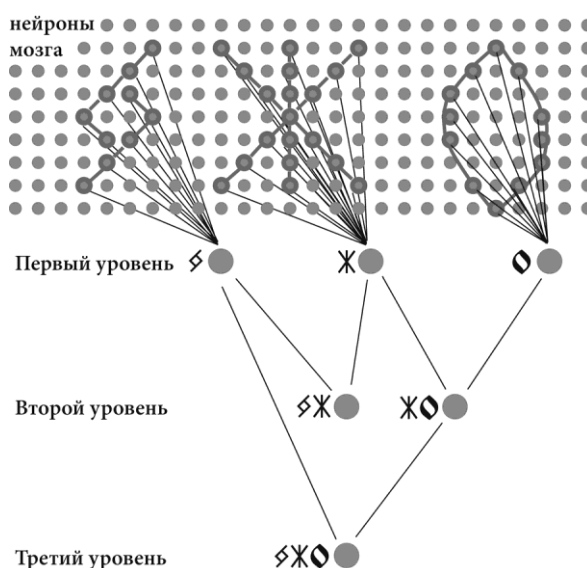 нейроны
мозга
Первый уровень
Ж
Второй уровень
Ж Ж
Третий уровень
Ж